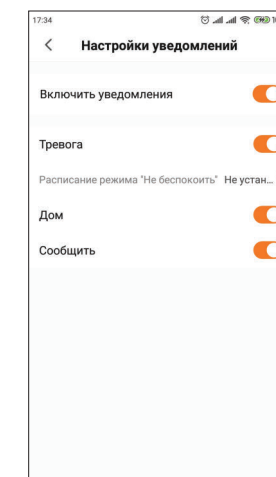 17:34
Настройки уведомлений
Включить уведомления
Тревога
Расписание режима "Не беспокоить" Не устан...
Дом
Сообщить